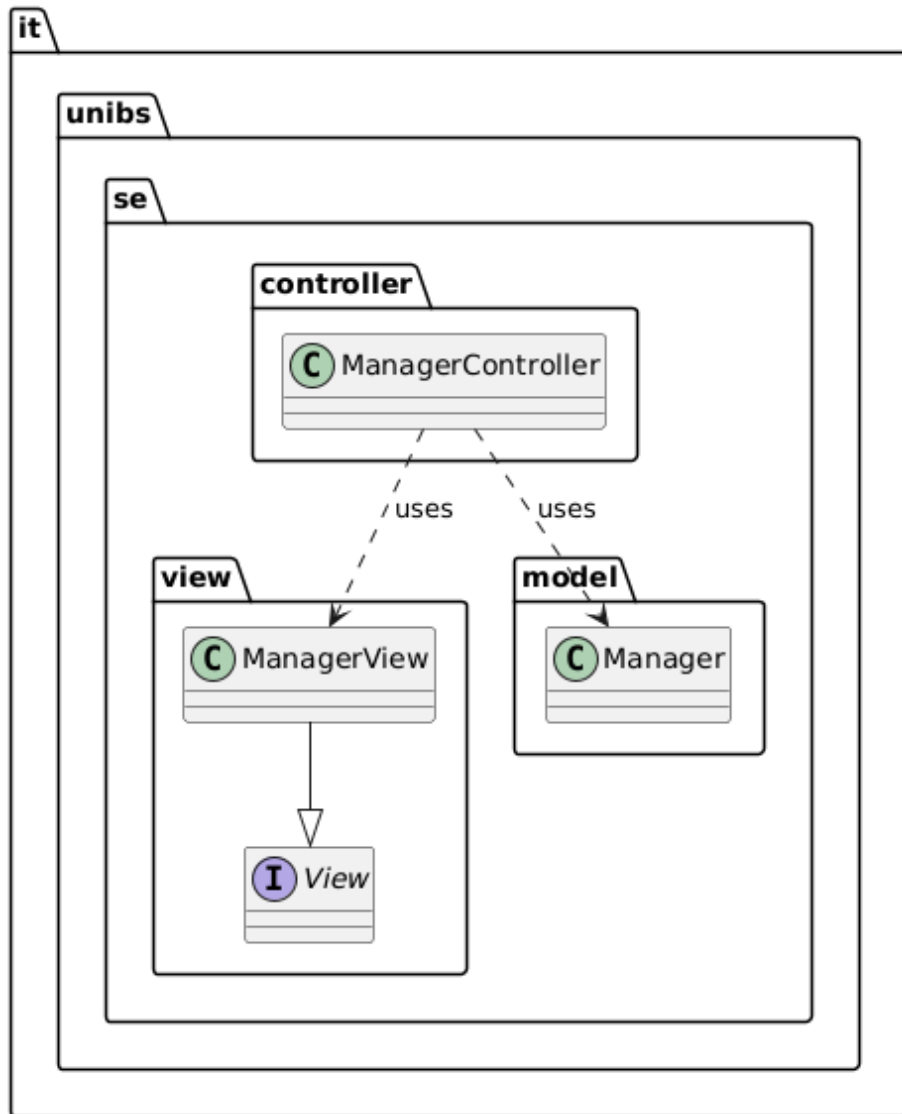 it
unibs
se
controller
C ManagerController
uses
uses
view
model
C ManagerView
C Manager
I View